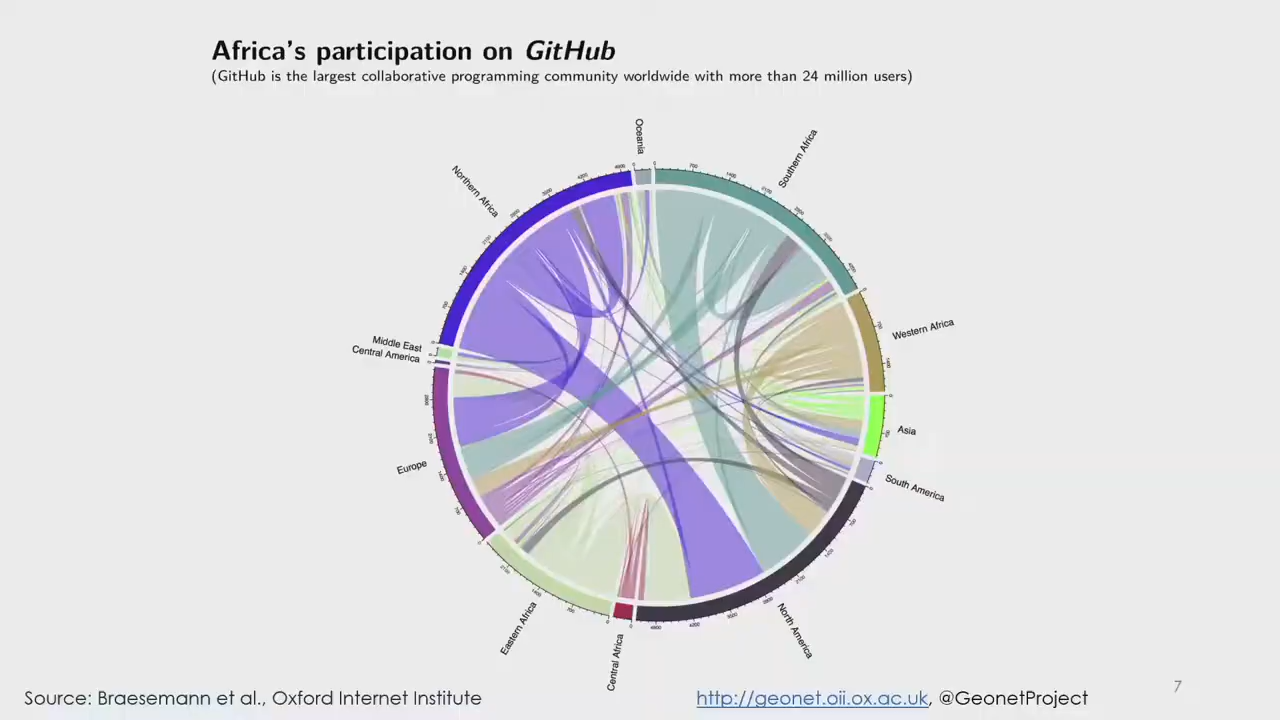 Africa's participation on GitHub
(GitHub is the largest collaborative programming community worldwide with more than 24 million users)
Oceania
Southern Africa
Northern Africa
Western Africa
Middle East
Central America
Asia
Europe
South America
Eastern Africa
North America
Central Africa
7
Source: Braesemann et al., Oxford Internet Institute
http://geonet.oii.ox.ac.uk, @GeonetProject